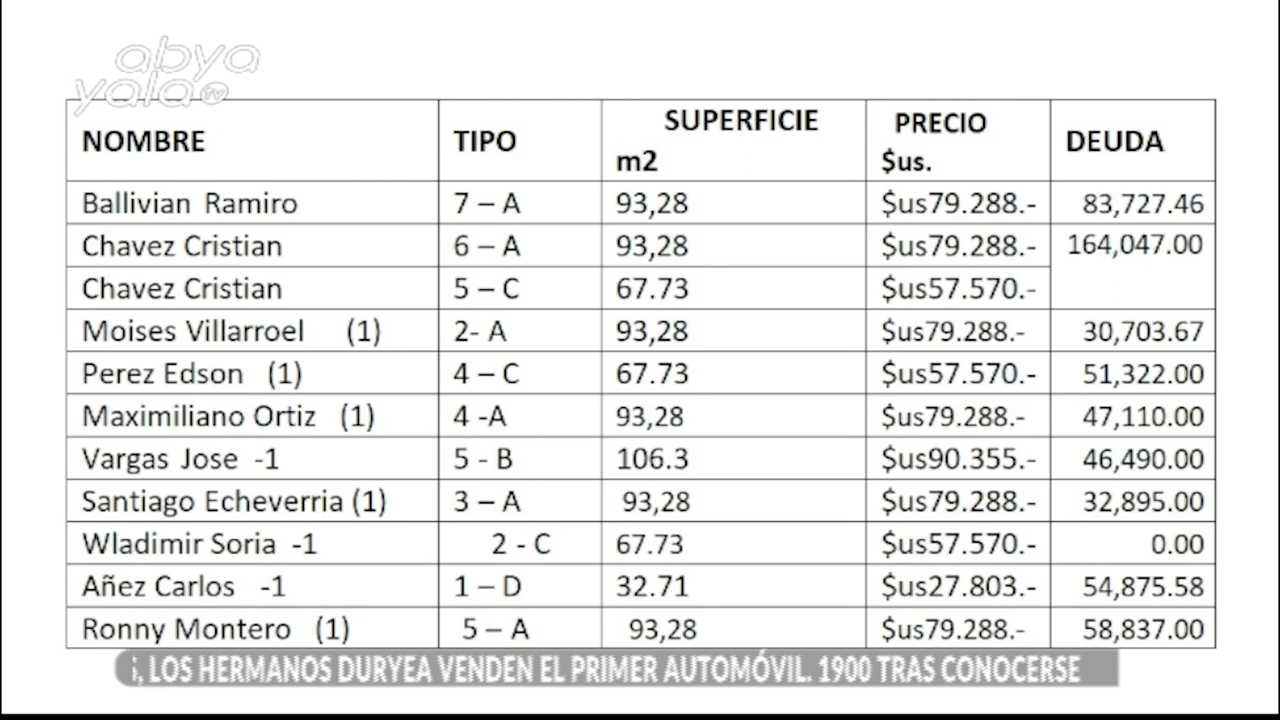 abya
yala tv
NOMBRE TIPO SUPERFICIE m2 PRECIO $us. DEUDA
Ballivian Ramiro 7 – A 93,28 $us79.288.- 83,727.46
Chavez Cristian 6 – A 93,28 $us79.288.- 164,047.00
Chavez Cristian 5 – C 67.73 $us57.570.-
Moises Villarroel (1) 2- A 93,28 $us79.288.- 30,703.67
Perez Edson (1) 4 – C 67.73 $us57.570.- 51,322.00
Maximiliano Ortiz (1) 4 -A 93,28 $us79.288.- 47,110.00
Vargas Jose -1 5 - B 106.3 $us90.355.- 46,490.00
Santiago Echeverria (1) 3 – A 93,28 $us79.288.- 32,895.00
Wladimir Soria -1 2 - C 67.73 $us57.570.- 0.00
Añez Carlos -1 1 – D 32.71 $us27.803.- 54,875.58
Ronny Montero (1) 5 – A 93,28 $us79.288.- 58,837.00
, LOS HERMANOS DURYEA VENDEN EL PRIMER AUTOMÓVIL. 1900 TRAS CONOCERSE